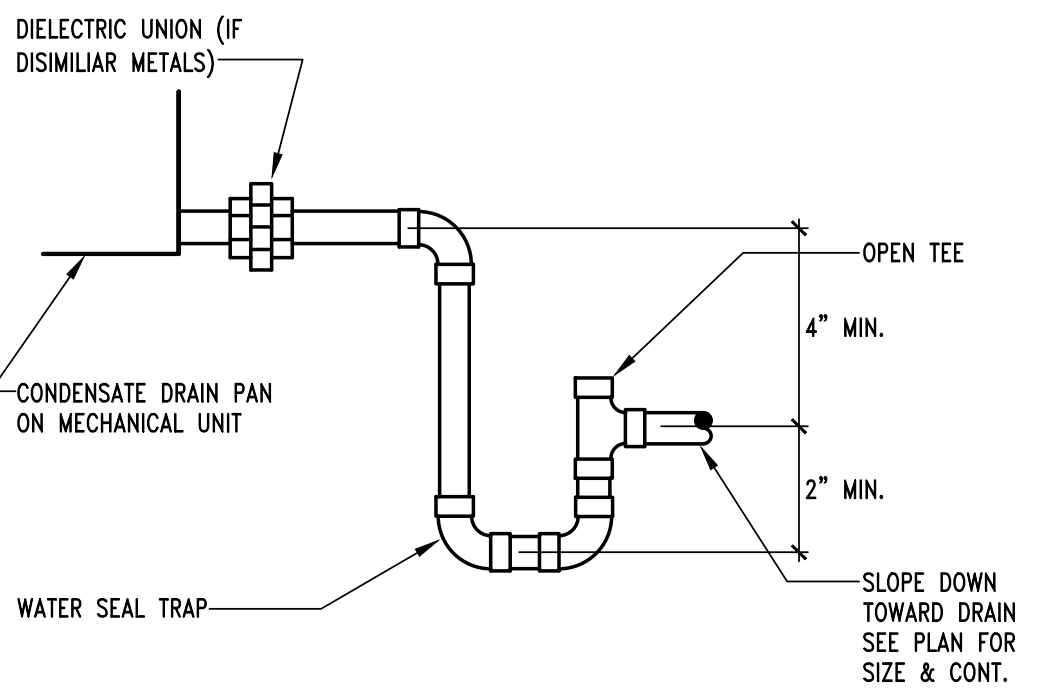 DIELECTRIC UNION (IF
DISIMILIAR METALS)
OPEN TEE
4" MIN.
CONDENSATE DRAIN PAN
ON MECHANICAL UNIT
2" MIN.
WATER SEAL TRAP
SLOPE DOWN
TOWARD DRAIN
SEE PLAN FOR
SIZE & CONT.